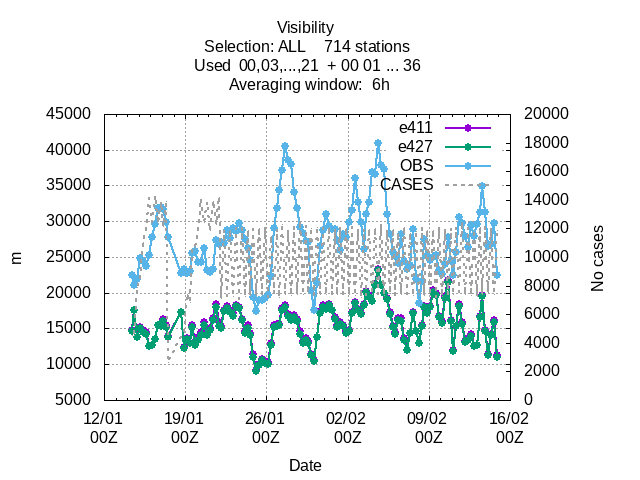 Visibility
Selection: ALL    714 stations
Used  00,03,...,21  + 00 01 ... 36
Averaging window:  6h
45000
40000
35000
30000
25000
20000
15000
10000
5000
m
20000
18000
16000
14000
12000
10000
8000
6000
4000
2000
0
No cases
e411
e427
OBS
CASES
12/01 19/01 26/01 02/02 09/02 16/02
00Z 00Z 00Z 00Z 00Z 00Z
Date